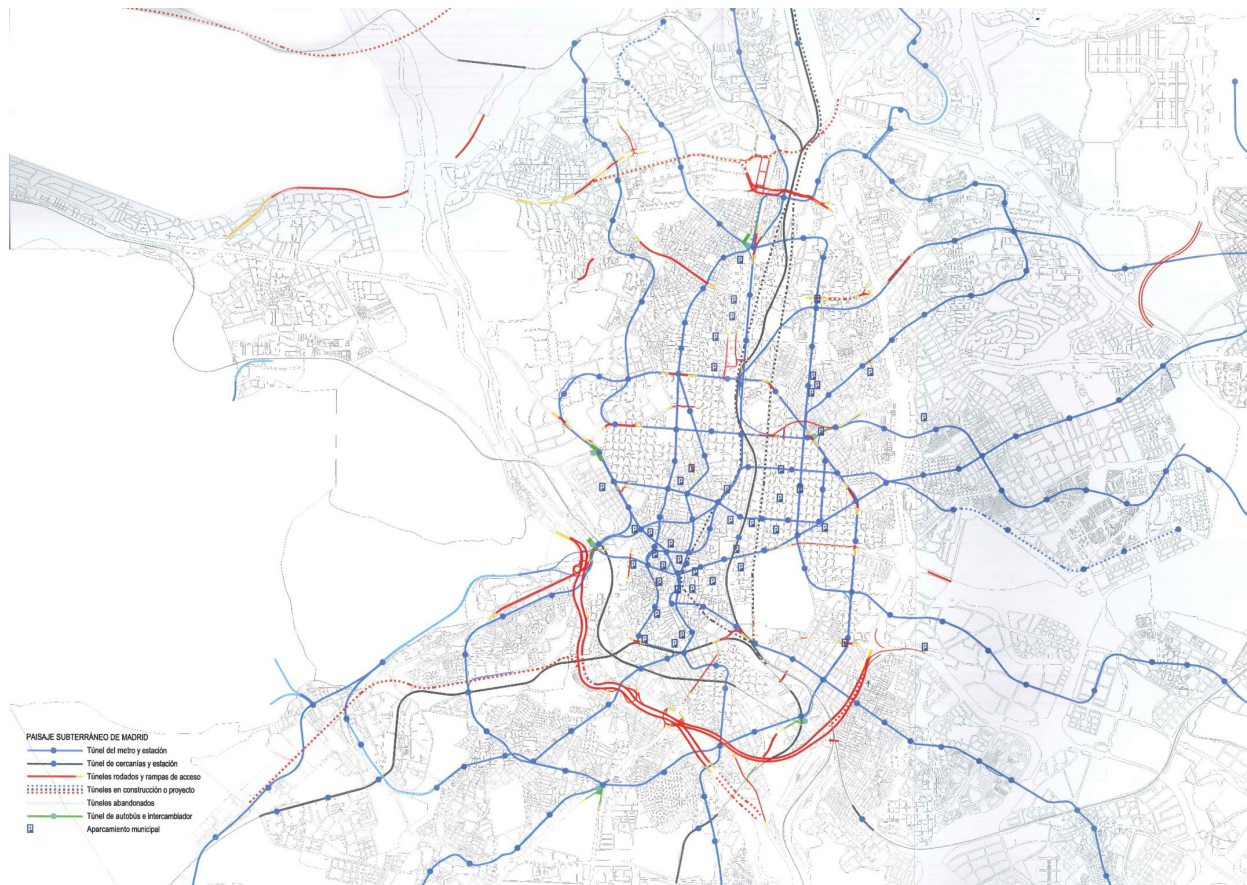 PAISAJE SUBTERRÁNEO DE MADRID
Túnel del metro y estación
Túnel de cercanías y estación
Túneles rodados y rampas de acceso
Túneles en construcción o proyecto
Túneles abandonados
Túnel de autobús e intercambiador
P Aparcamiento municipal